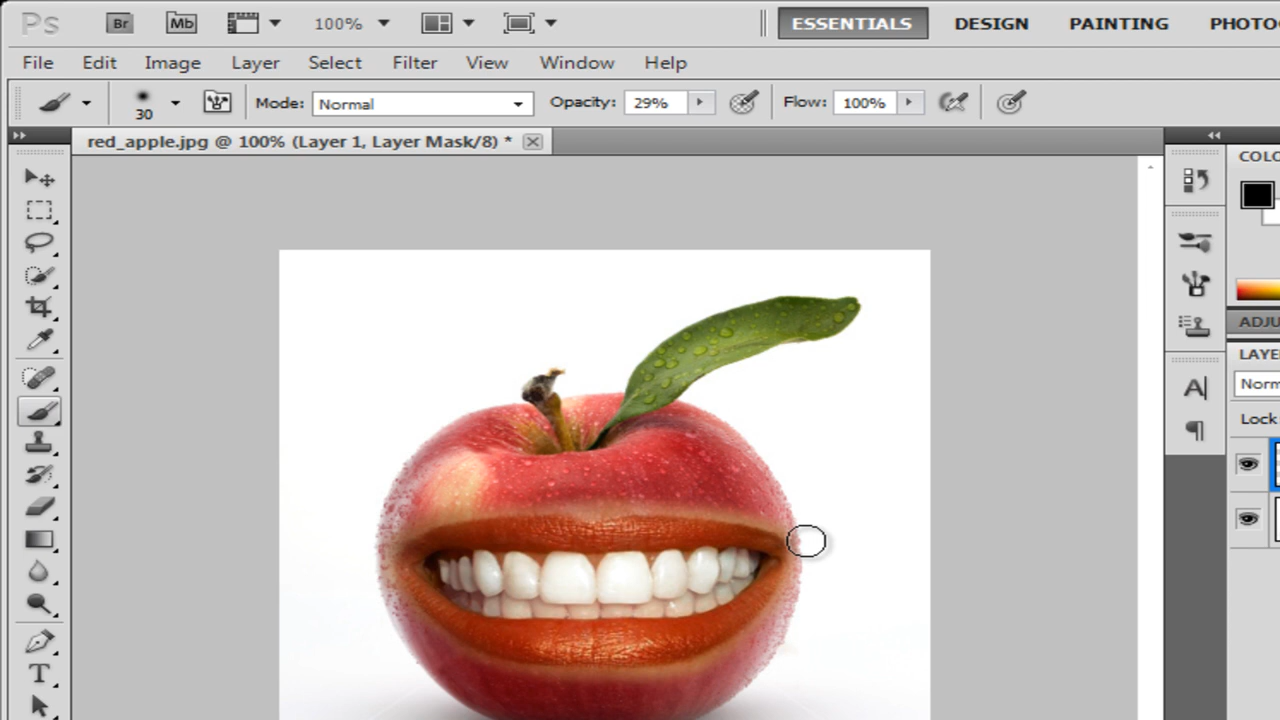 Ps Br Mb 100% ESSENTIALS DESIGN PAINTING PHOTO
File Edit Image Layer Select Filter View Window Help
30 Mode: Normal Opacity: 29% Flow: 100%
red_apple.jpg @ 100% (Layer 1, Layer Mask/8) *
COLO
ADJU
LAYE
Norm
Lock
A
T